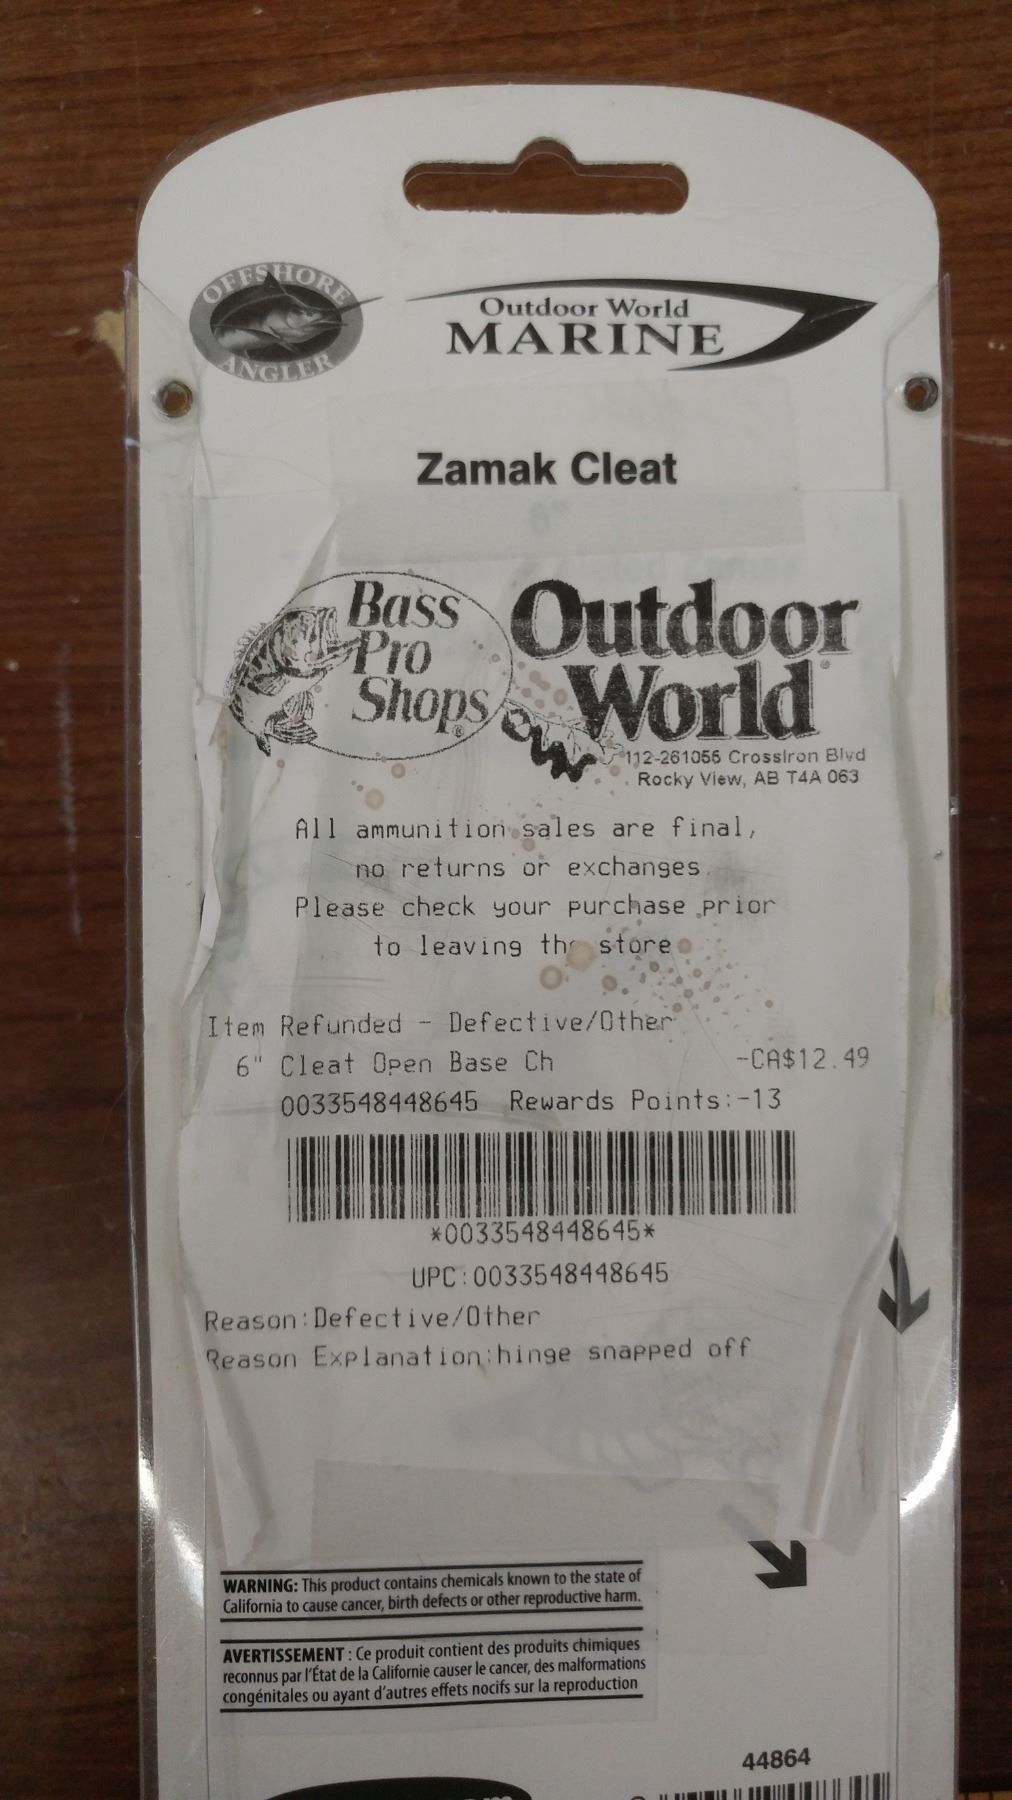 OFFSHORE
ANGLER
Outdoor World
MARINE
Zamak Cleat
Bass
Pro
Shops®
Outdoor
World®
112-261055 CrossIron Blvd
Rocky View, AB T4A 063
All ammunition sales are final,
no returns or exchanges.
Please check your purchase prior
to leaving the store
Item Refunded - Defective/Other
6" Cleat Open Base Ch -CA$12.49
0033548448645 Rewards Points:-13
*0033548448645*
UPC:0033548448645
Reason:Defective/Other
Reason Explanation:hinge snapped off
WARNING: This product contains chemicals known to the state of
California to cause cancer, birth defects or other reproductive harm.
AVERTISSEMENT : Ce produit contient des produits chimiques
reconnus par l'État de la Californie causer le cancer, des malformations
congénitales ou ayant d'autres effets nocifs sur la reproduction
44864